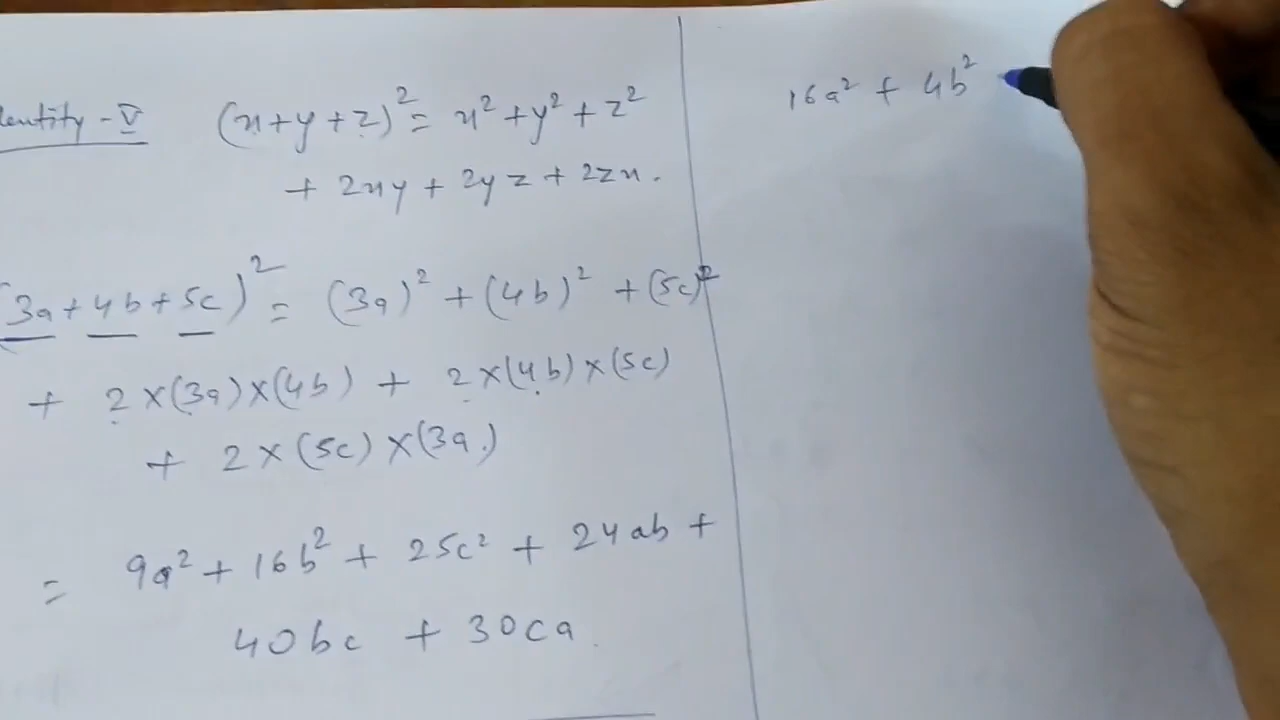 entity - V (x+y+z)² = x² + y² + z²
+ 2xy + 2yz + 2zx.
(3a + 4b + 5c)² = (3a)² + (4b)² + (5c)²
+ 2×(3a)×(4b) + 2×(4b)×(5c)
+ 2×(5c)×(3a)
= 9a² + 16b² + 25c² + 24ab +
40bc + 30ca
16a² + 4b²